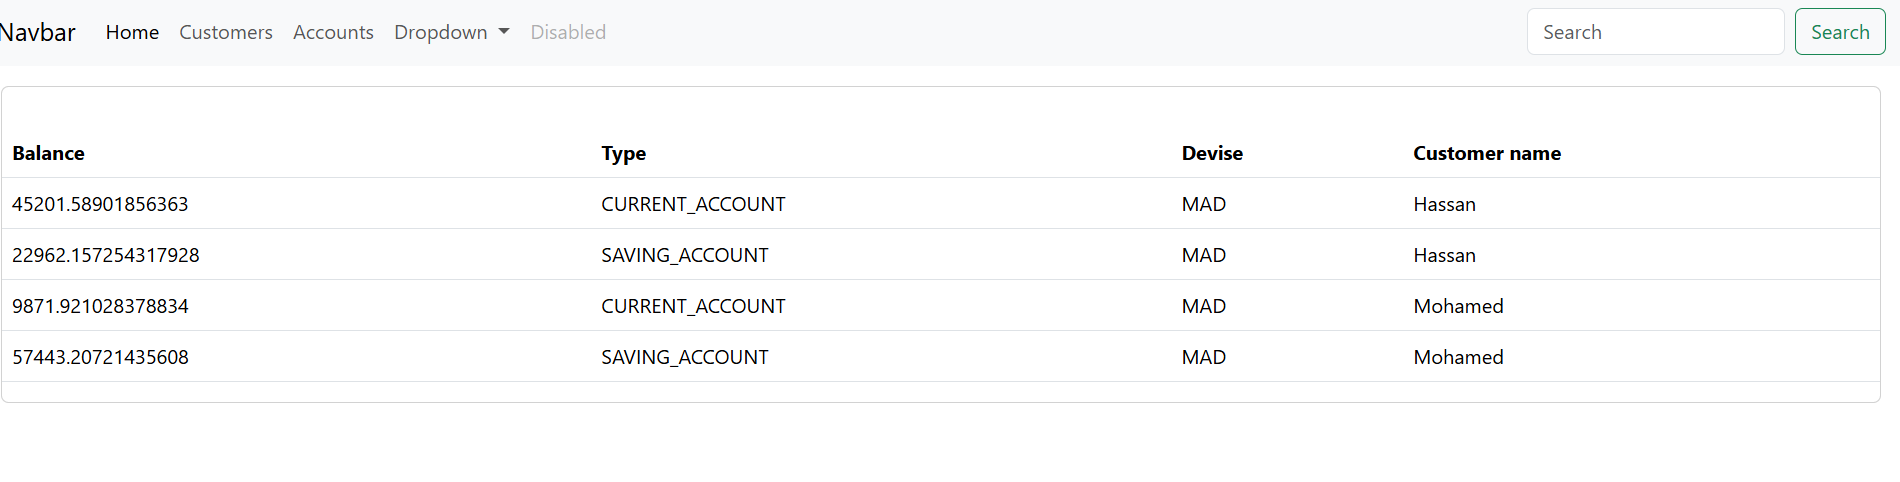 Navbar Home Customers Accounts Dropdown Disabled Search Search
Balance Type Devise Customer name
45201.58901856363 CURRENT_ACCOUNT MAD Hassan
22962.157254317928 SAVING_ACCOUNT MAD Hassan
9871.921028378834 CURRENT_ACCOUNT MAD Mohamed
57443.20721435608 SAVING_ACCOUNT MAD Mohamed